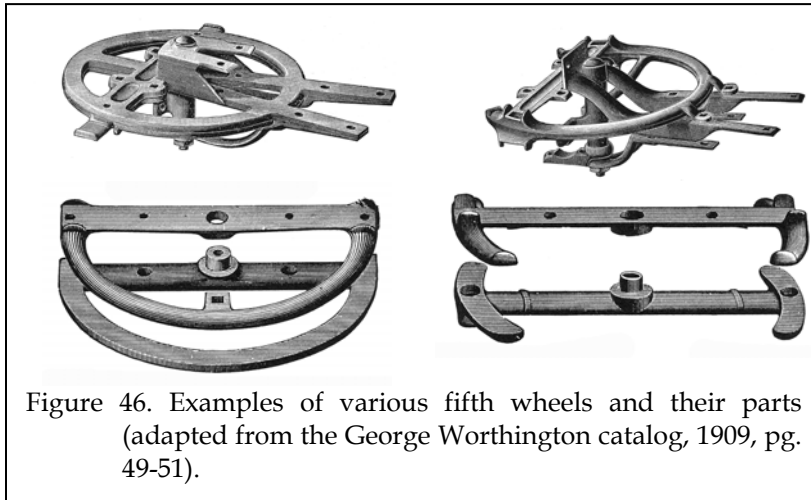 Figure 46. Examples of various fifth wheels and their parts
(adapted from the George Worthington catalog, 1909, pg.
49-51).